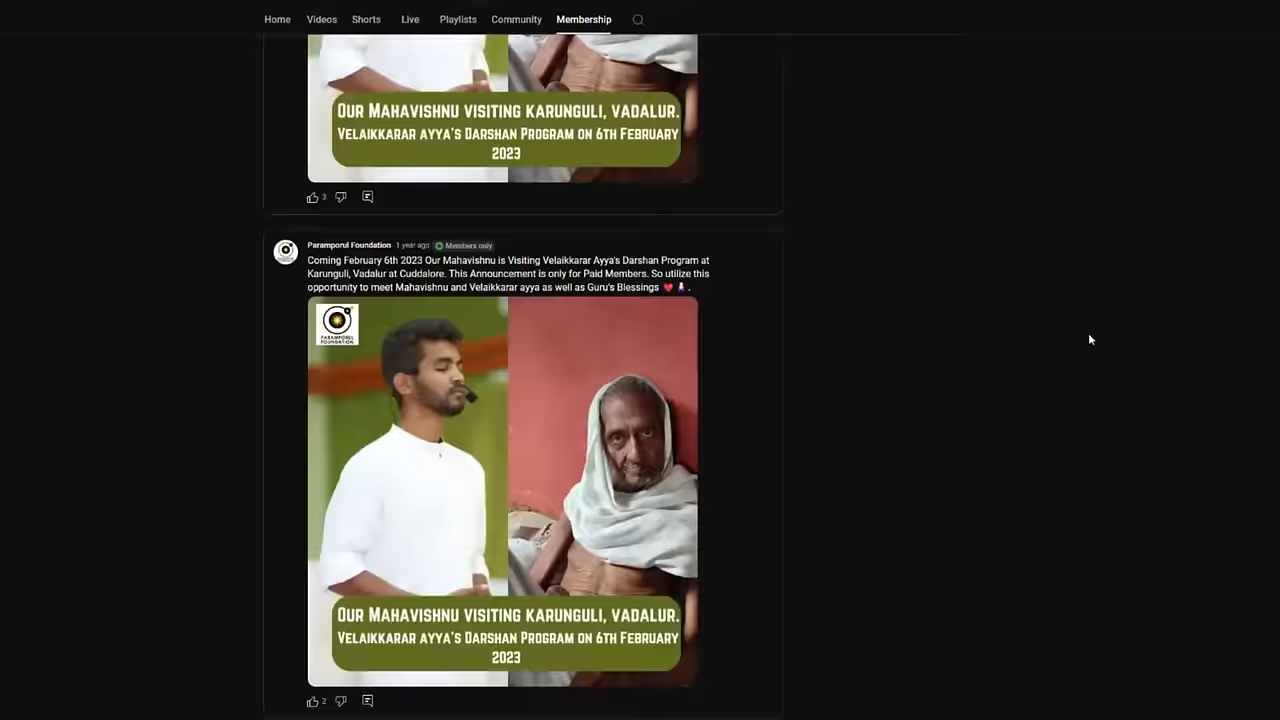 Home Videos Shorts Live Playlists Community Membership
OUR MAHAVISHNU VISITING KARUNGULI, VADALUR.
VELAIKKARAR AYYA'S DARSHAN PROGRAM ON 6TH FEBRUARY
2023
3
Paramporul Foundation 1 year ago Members only
Coming February 6th 2023 Our Mahavishnu is Visiting Velaikkarar Ayya's Darshan Program at
Karunguli, Vadalur at Cuddalore. This Announcement is only for Paid Members. So utilize this
opportunity to meet Mahavishnu and Velaikkarar ayya as well as Guru's Blessings ❤️ .
PARAMPORUL
FOUNDATION
OUR MAHAVISHNU VISITING KARUNGULI, VADALUR.
VELAIKKARAR AYYA'S DARSHAN PROGRAM ON 6TH FEBRUARY
2023
2